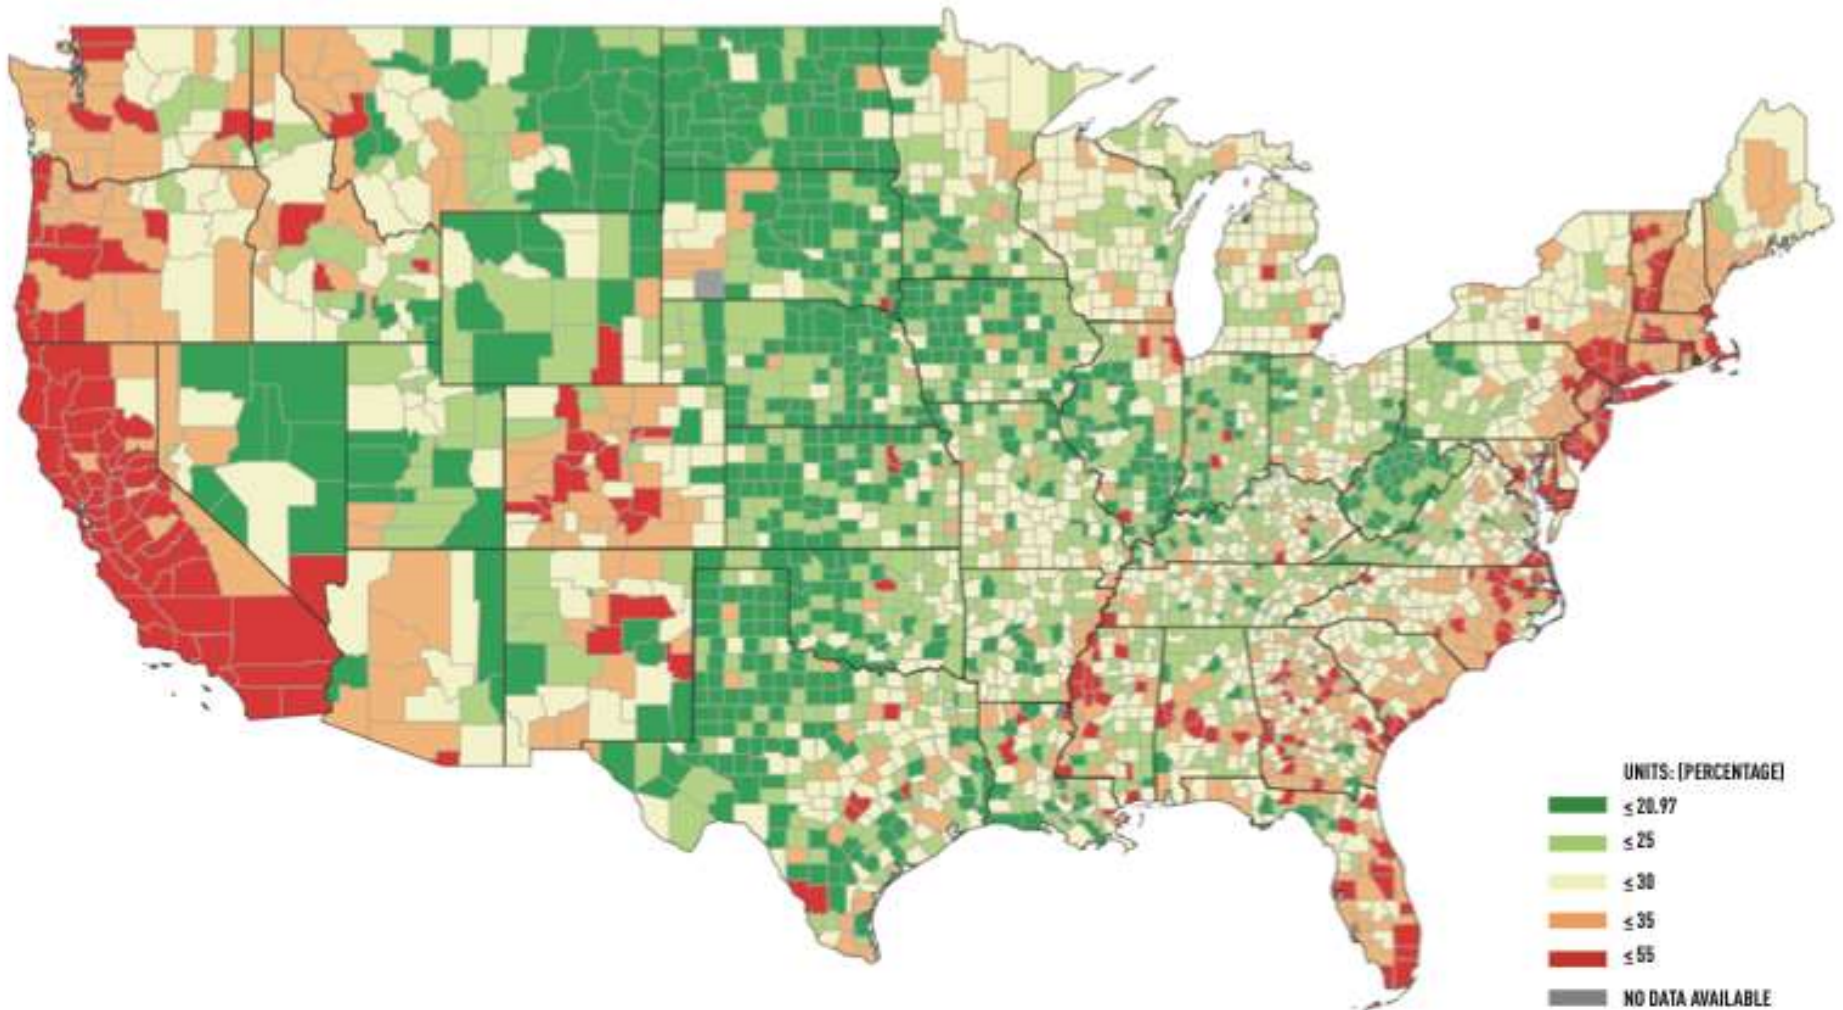 UNITS: [PERCENTAGE]
≤ 20.97
≤ 25
≤ 30
≤ 35
≤ 55
NO DATA AVAILABLE